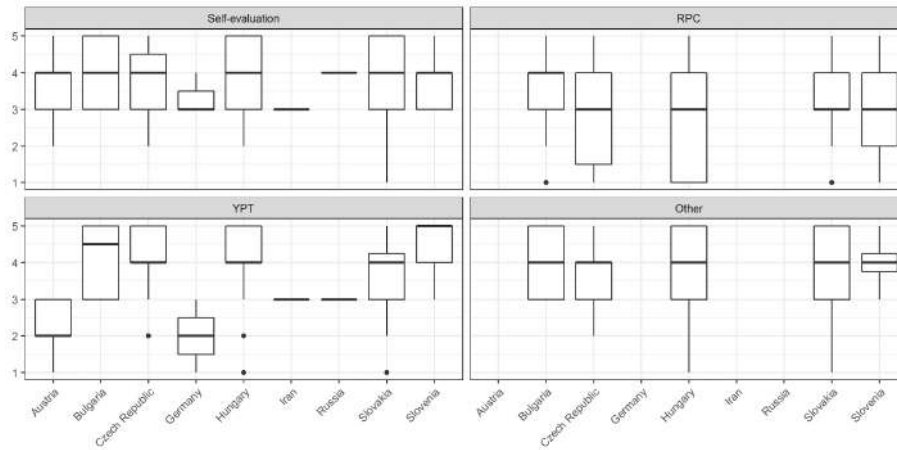 Self-evaluation
RPC
5
4
3
2
1
YPT
Other
5
4
3
2
1
Austria
Bulgaria
Czech Republic
Germany
Hungary
Iran
Russia
Slovakia
Slovenia
Austria
Bulgaria
Czech Republic
Germany
Hungary
Iran
Russia
Slovakia
Slovenia